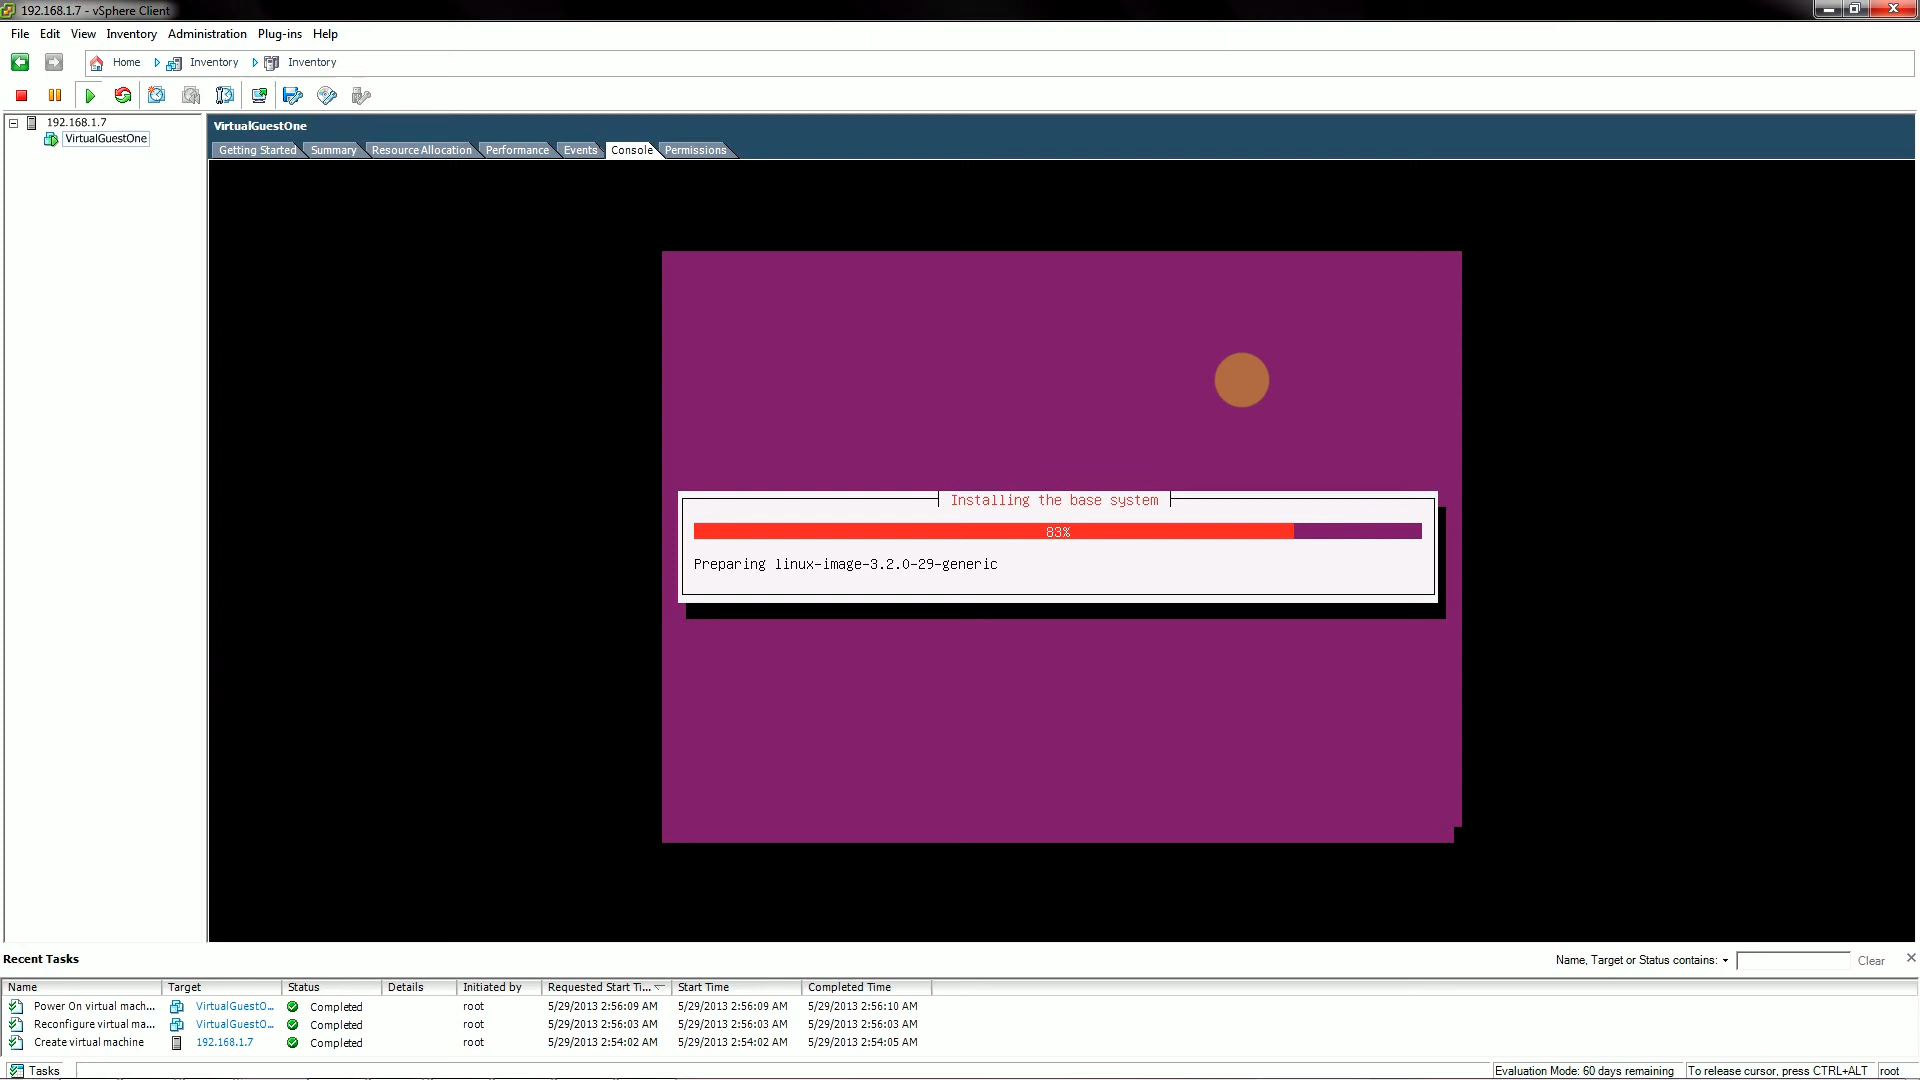 192.168.1.7 - vSphere Client
File Edit View Inventory Administration Plug-ins Help
Home Inventory Inventory
192.168.1.7
VirtualGuestOne
VirtualGuestOne
Getting Started Summary Resource Allocation Performance Events Console Permissions
Installing the base system
83%
Preparing linux-image-3.2.0-29-generic
Recent Tasks
Name, Target or Status contains: Clear
Name Target Status Details Initiated by Requested Start Ti... Start Time Completed Time
Power On virtual mach... VirtualGuestO... Completed root 5/29/2013 2:56:09 AM 5/29/2013 2:56:09 AM 5/29/2013 2:56:10 AM
Reconfigure virtual ma... VirtualGuestO... Completed root 5/29/2013 2:56:03 AM 5/29/2013 2:56:03 AM 5/29/2013 2:56:03 AM
Create virtual machine 192.168.1.7 Completed root 5/29/2013 2:54:02 AM 5/29/2013 2:54:02 AM 5/29/2013 2:54:05 AM
Tasks Evaluation Mode: 60 days remaining To release cursor, press CTRL+ALT root